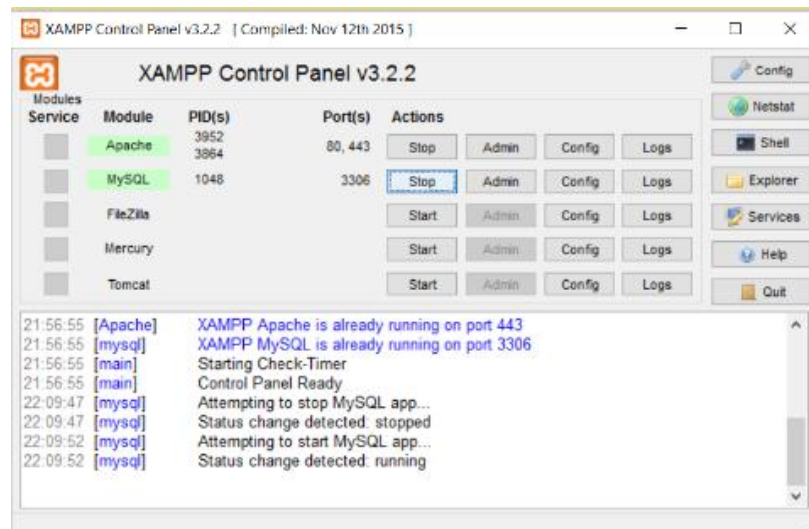 XAMPP Control Panel v3.2.2 [ Compiled: Nov 12th 2015 ]
XAMPP Control Panel v3.2.2
Config
Modules
Service Module PID(s) Port(s) Actions
Netstat
Apache 3952 3864 80, 443 Stop Admin Config Logs
Shell
MySQL 1048 3306 Stop Admin Config Logs
Explorer
FileZilla Start Admin Config Logs
Services
Mercury Start Admin Config Logs
Help
Tomcat Start Admin Config Logs
Quit
21:56:55 [Apache] XAMPP Apache is already running on port 443
21:56:55 [mysql] XAMPP MySQL is already running on port 3306
21:56:55 [main] Starting Check-Timer
21:56:55 [main] Control Panel Ready
22:09:47 [mysql] Attempting to stop MySQL app...
22:09:47 [mysql] Status change detected: stopped
22:09:52 [mysql] Attempting to start MySQL app...
22:09:52 [mysql] Status change detected: running